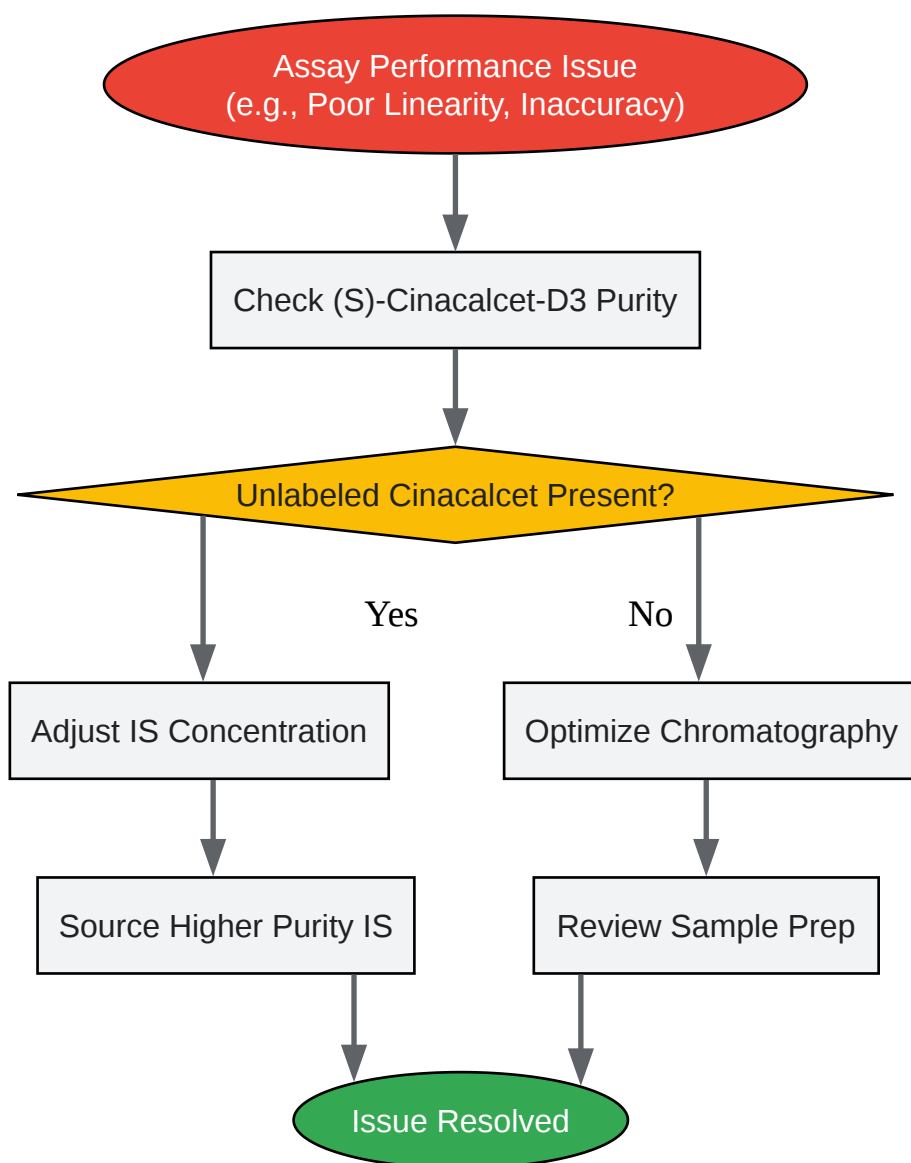 Assay Performance Issue
(e.g., Poor Linearity, Inaccuracy)
Check (S)-Cinacalcet-D3 Purity
Unlabeled Cinacalcet Present?
Yes
No
Adjust IS Concentration
Optimize Chromatography
Source Higher Purity IS
Review Sample Prep
Issue Resolved